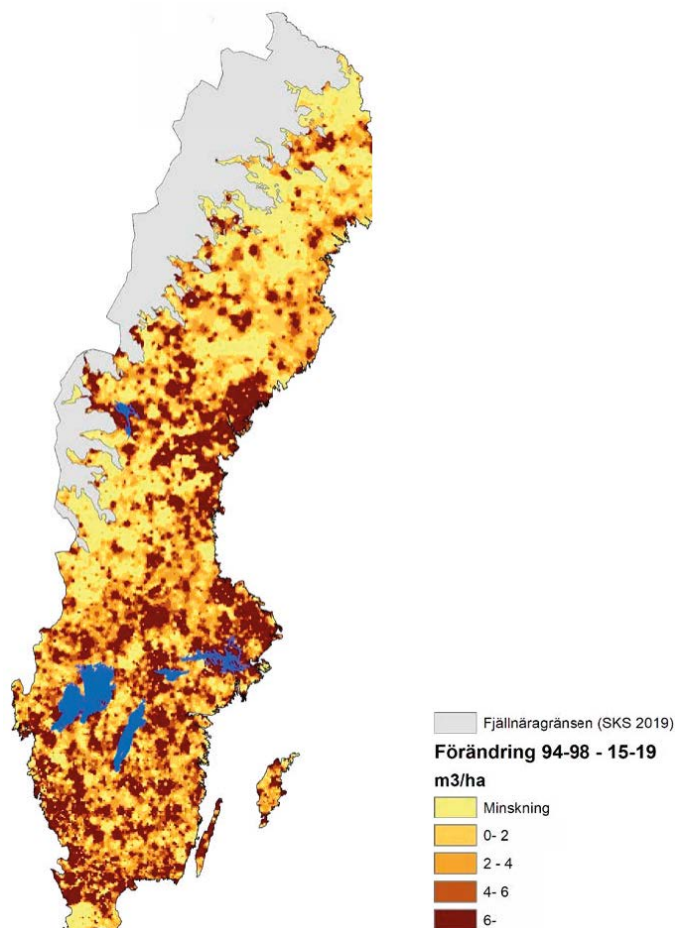 Fjällnäragränsen (SKS 2019)
Förändring 94-98 - 15-19
m3/ha
Minskning
0- 2
2 - 4
4- 6
6-